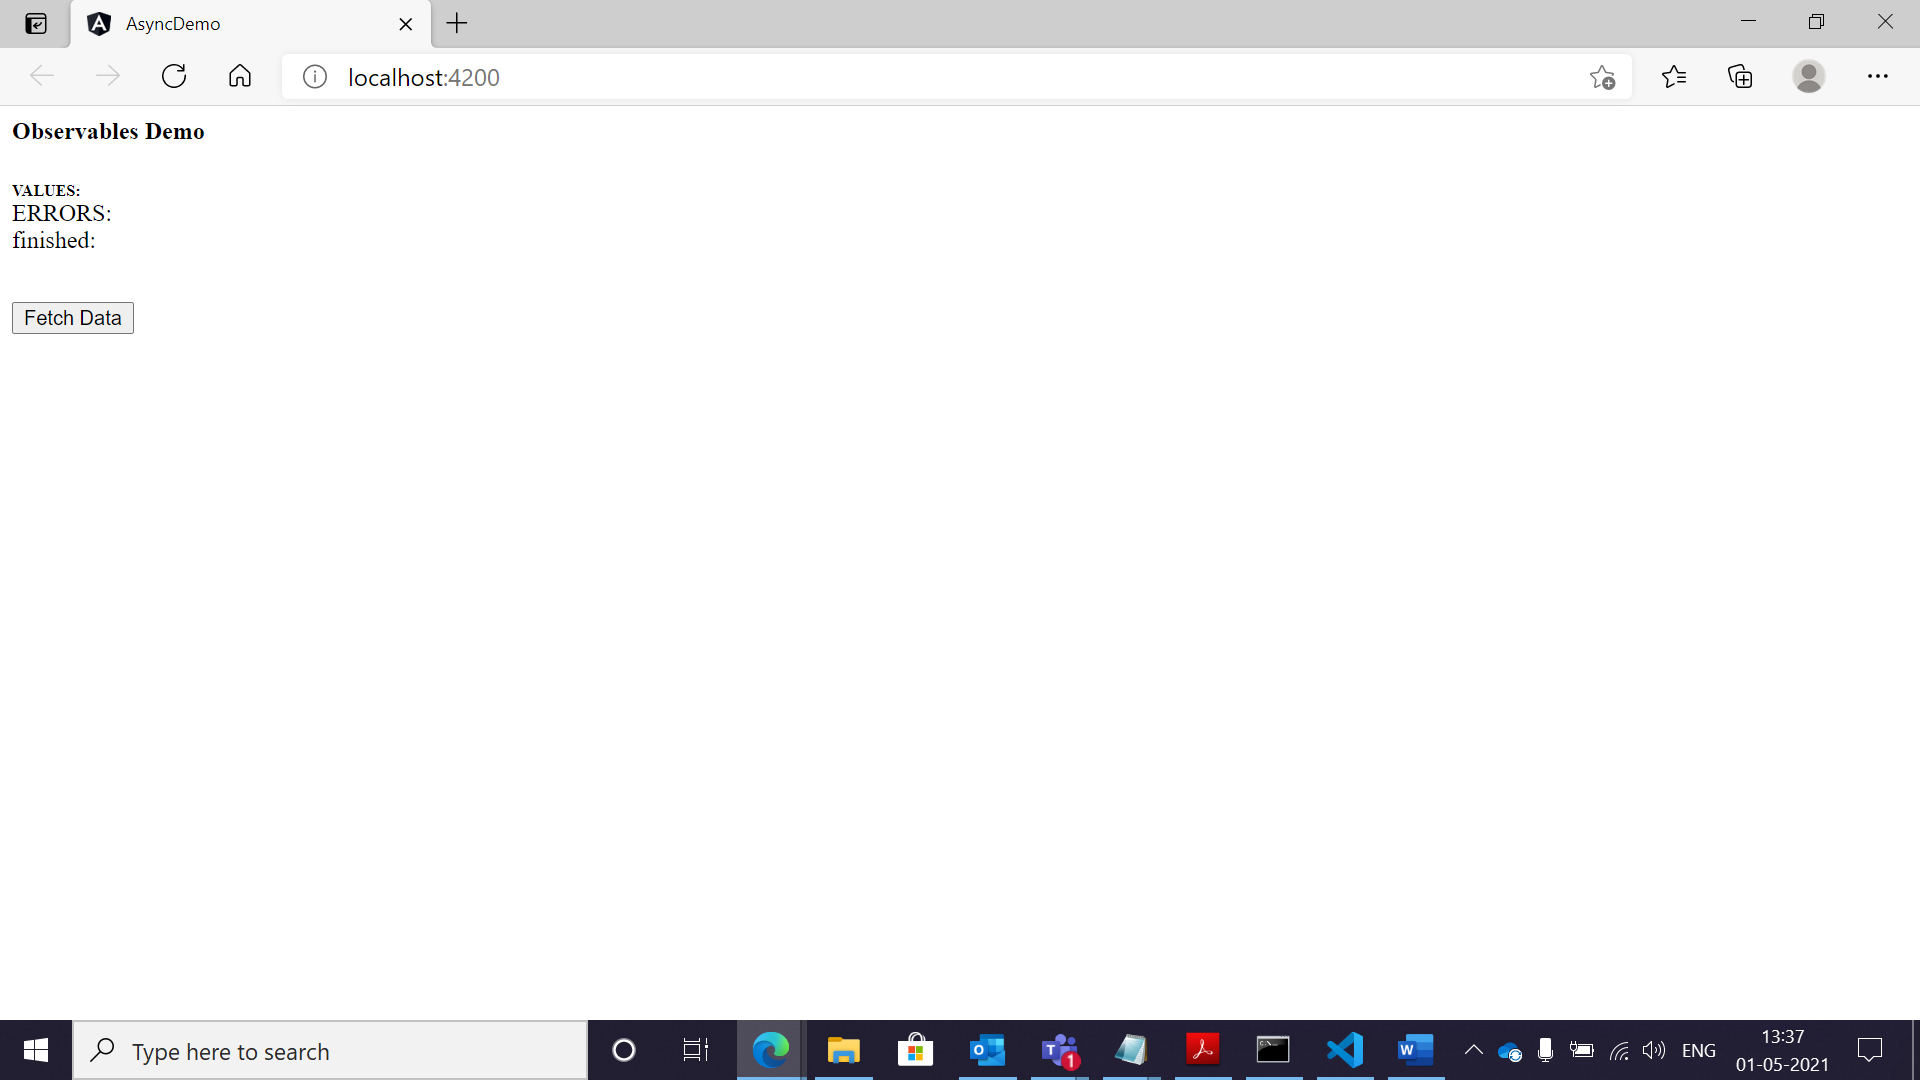 AsyncDemo
localhost:4200
Observables Demo
VALUES:
ERRORS:
finished:
Fetch Data
Type here to search
1
ENG
13:37
01-05-2021